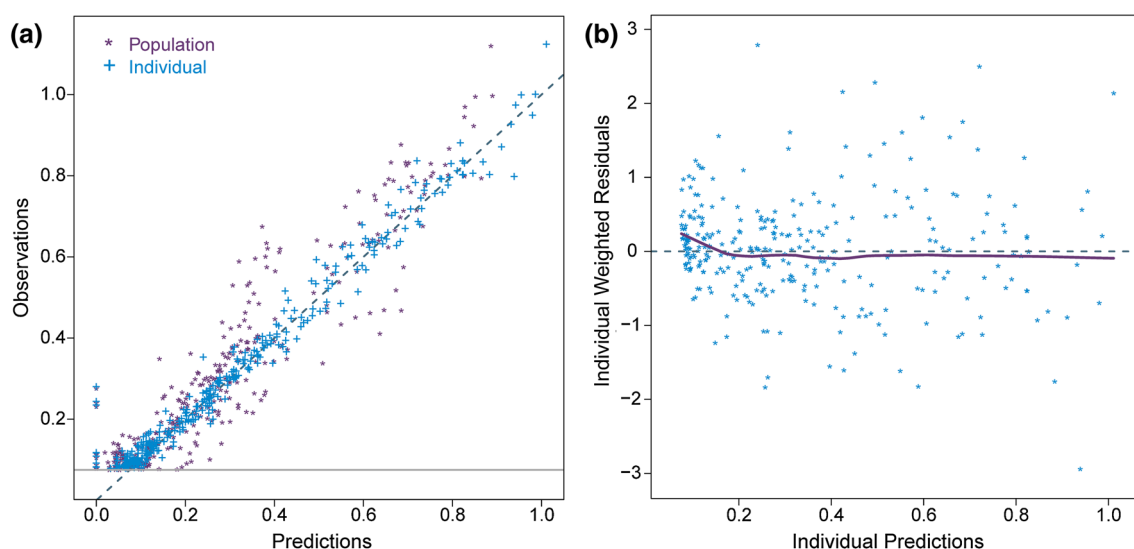 (a)
* Population
+ Individual
1.0
0.8
0.6
0.4
0.2
0.0 0.2 0.4 0.6 0.8 1.0
Predictions
Observations
(b)
3
2
1
0
−1
−2
−3
0.2 0.4 0.6 0.8 1.0
Individual Predictions
Individual Weighted Residuals